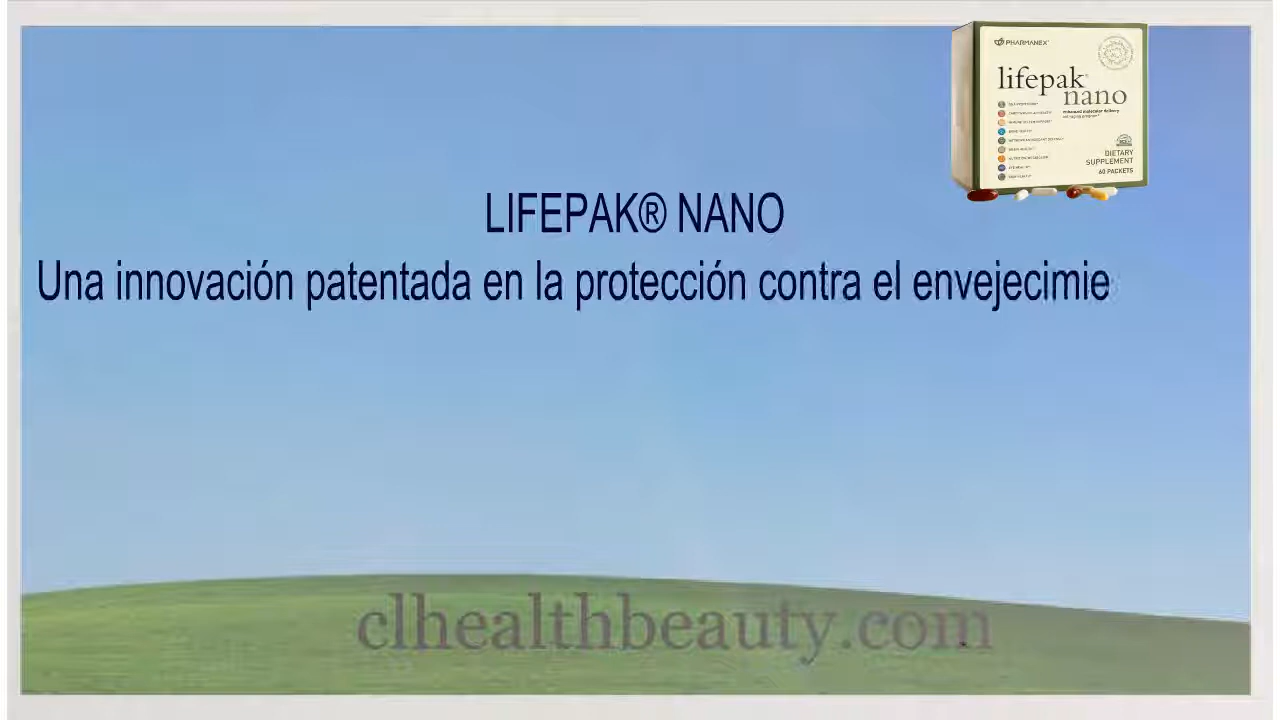 PHARMANEX
lifepak
nano
DIETARY
SUPPLEMENT
60 PACKETS
LIFEPAK® NANO
Una innovación patentada en la protección contra el envejecimie
clhealthbeauty.com